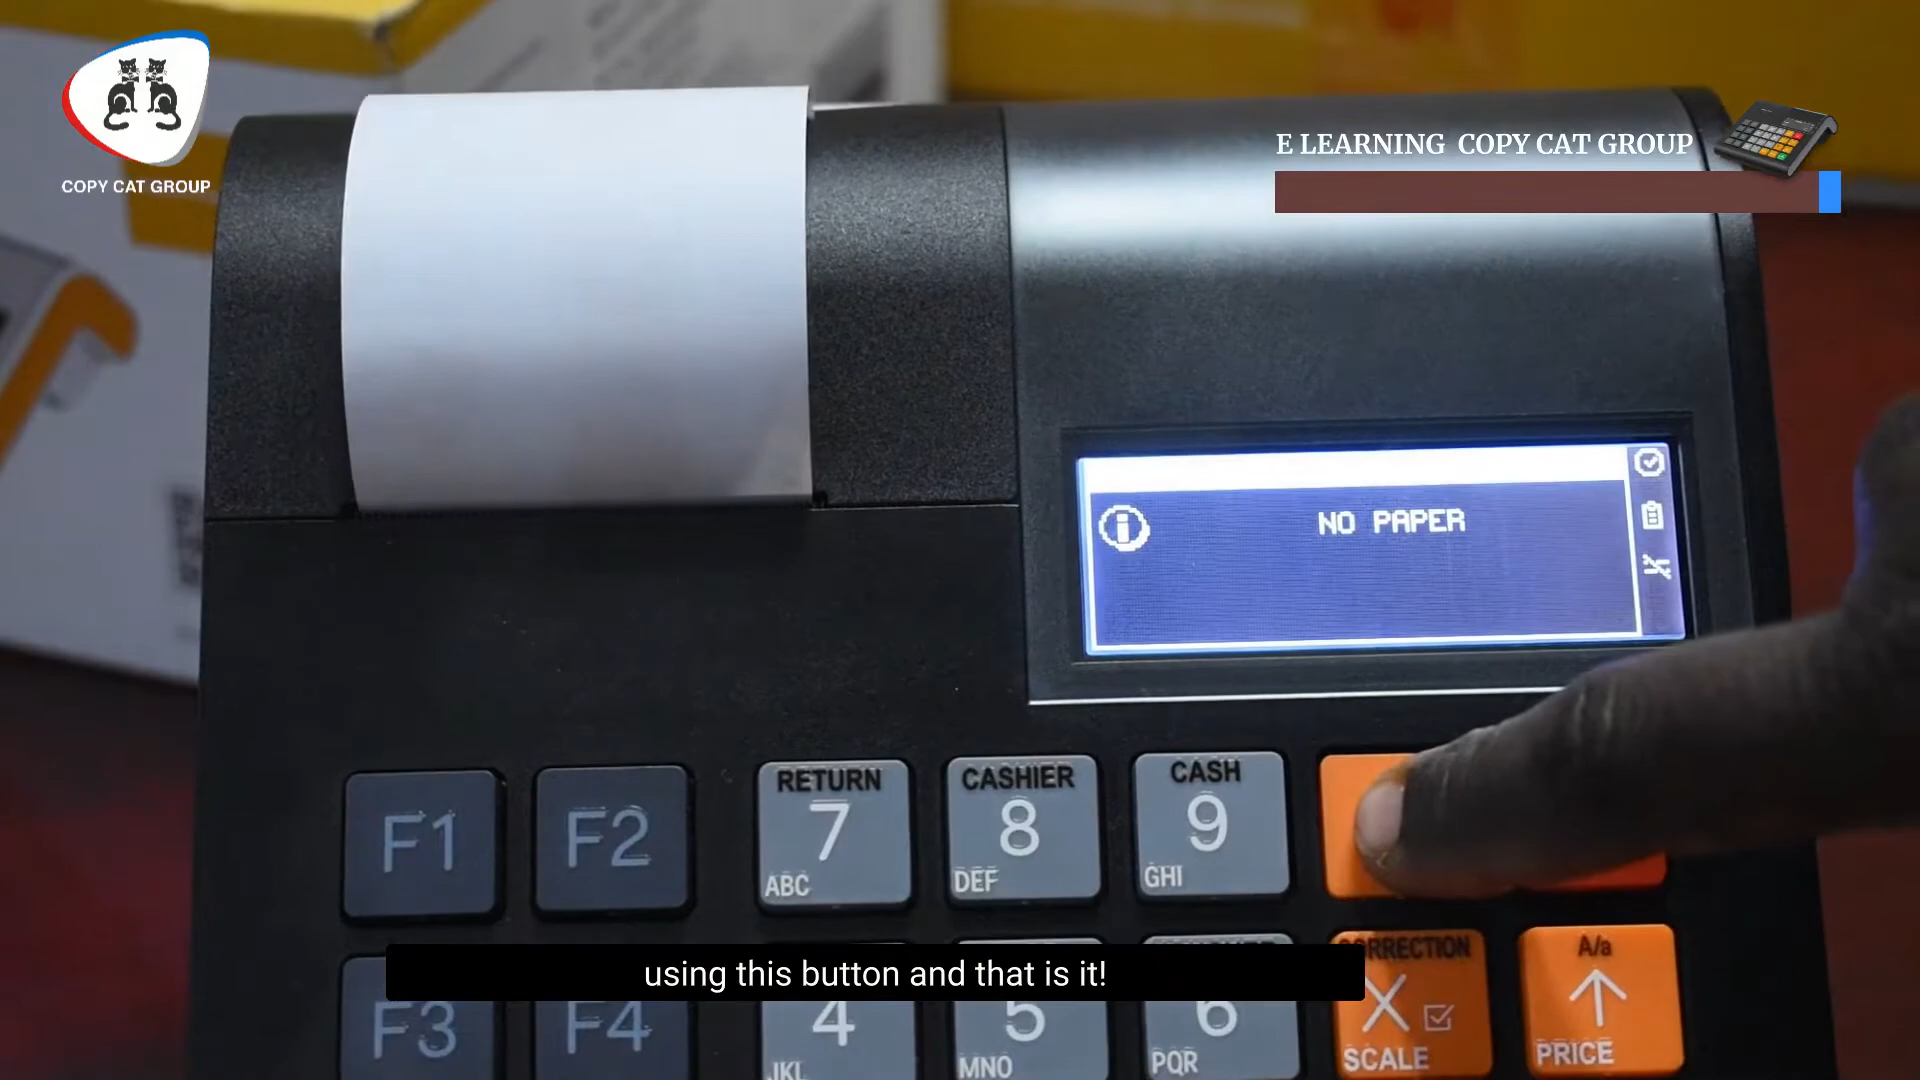 COPY CAT GROUP
E LEARNING COPY CAT GROUP
NO PAPER
F1
F2
RETURN
7
ABC
CASHIER
8
DEF
CASH
9
GHI
F3
F4
4
JKL
5
MNO
6
PQR
X
SCALE
A/a
PRICE
using this button and that is it!